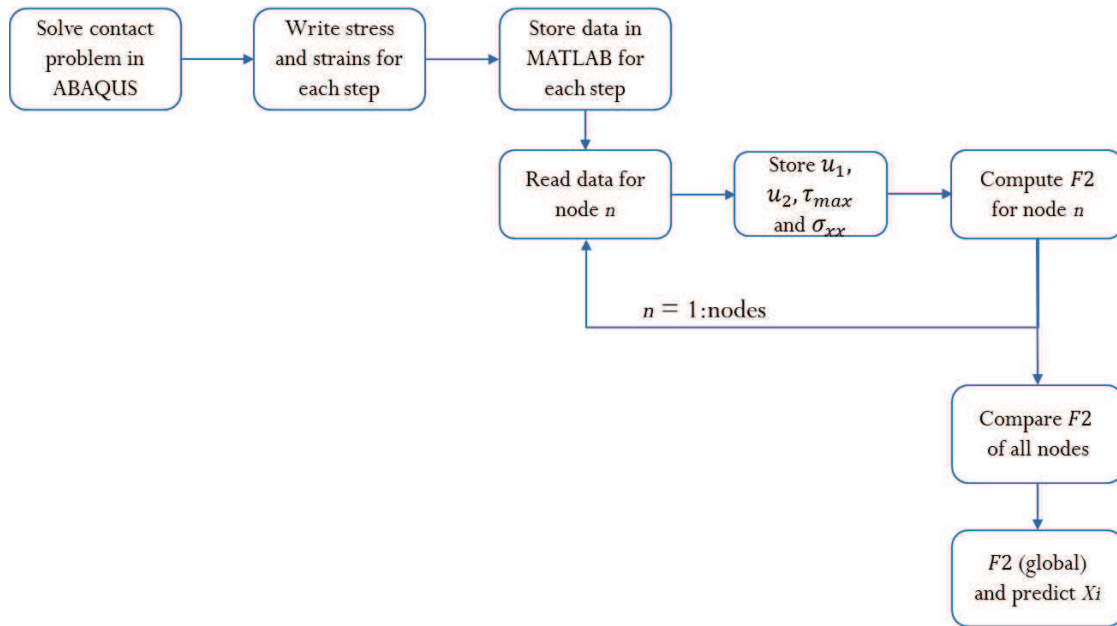 Solve contact
problem in
ABAQUS
Write stress
and strains for
each step
Store data in
MATLAB for
each step
Read data for
node n
Store u₁,
u₂, τₘₐₓ
and σₓₓ
Compute F2
for node n
n = 1:nodes
Compare F2
of all nodes
F2 (global)
and predict Xi